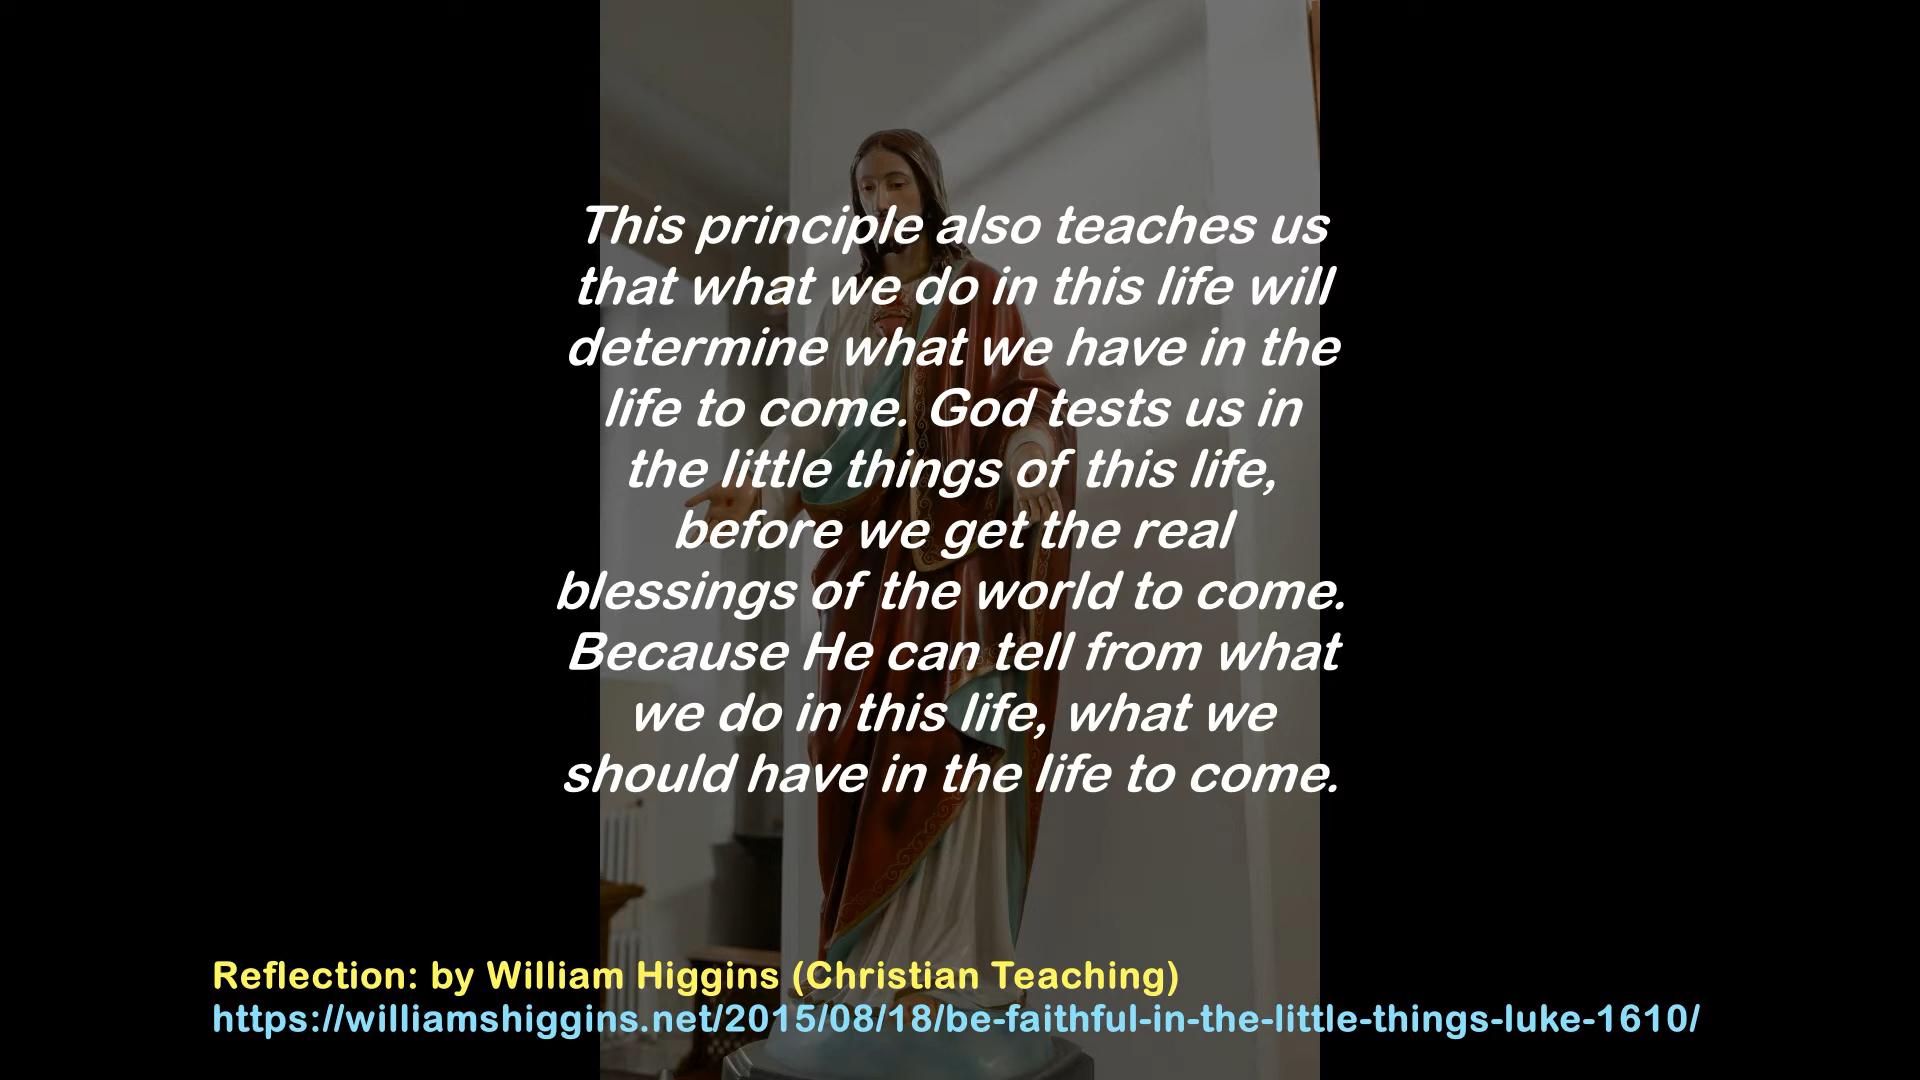 This principle also teaches us
that what we do in this life will
determine what we have in the
life to come. God tests us in
the little things of this life,
before we get the real
blessings of the world to come.
Because He can tell from what
we do in this life, what we
should have in the life to come.
Reflection: by William Higgins (Christian Teaching)
https://williamshiggins.net/2015/08/18/be-faithful-in-the-little-things-luke-1610/